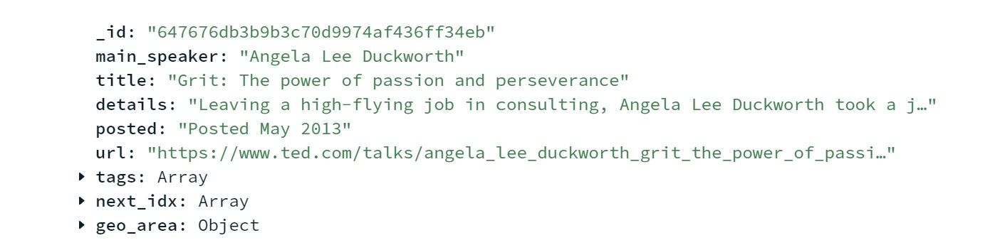 _id: "647676db3b9b3c70d9974af436ff34eb"
main_speaker: "Angela Lee Duckworth"
title: "Grit: The power of passion and perseverance"
details: "Leaving a high-flying job in consulting, Angela Lee Duckworth took a j…"
posted: "Posted May 2013"
url: "https://www.ted.com/talks/angela_lee_duckworth_grit_the_power_of_passi…"
tags: Array
next_idx: Array
geo_area: Object